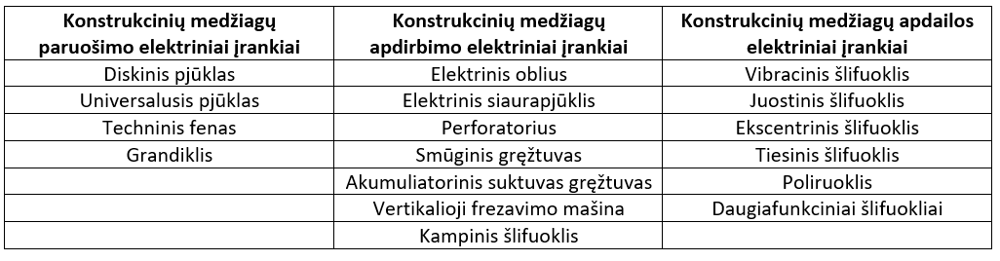 Konstrukcinių medžiagų paruošimo elektriniai įrankiai | Konstrukcinių medžiagų apdirbimo elektriniai įrankiai | Konstrukcinių medžiagų apdailos elektriniai įrankiai
Diskinis pjūklas | Elektrinis oblius | Vibracinis šlifuoklis
Universalusis pjūklas | Elektrinis siaurapjūklis | Juostinis šlifuoklis
Techninis fenas | Perforatorius | Ekscentrinis šlifuoklis
Grandiklis | Smūginis gręžtuvas | Tiesinis šlifuoklis
Akumuliatorinis suktuvas gręžtuvas | Poliruoklis
Vertikalioji frezavimo mašina | Daugiafunkciniai šlifuokliai
Kampinis šlifuoklis